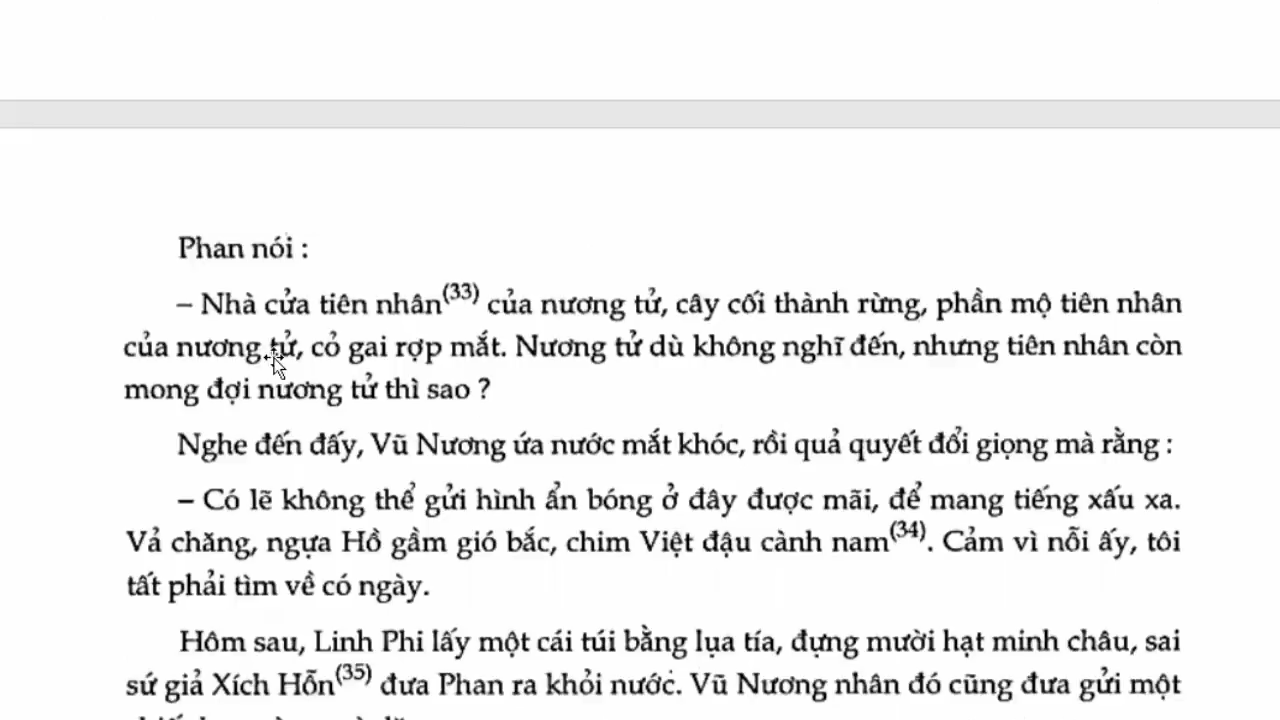 Phan nói :
– Nhà cửa tiên nhân(33) của nương tử, cây cối thành rừng, phần mộ tiên nhân
của nương tử, cỏ gai rợp mắt. Nương tử dù không nghĩ đến, nhưng tiên nhân còn
mong đợi nương tử thì sao ?
Nghe đến đấy, Vũ Nương ứa nước mắt khóc, rồi quả quyết đổi giọng mà rằng :
– Có lẽ không thể gửi hình ẩn bóng ở đây được mãi, để mang tiếng xấu xa.
Vả chăng, ngựa Hồ gầm gió bắc, chim Việt đậu cành nam(34). Cảm vì nỗi ấy, tôi
tất phải tìm về có ngày.
Hôm sau, Linh Phi lấy một cái túi bằng lụa tía, đựng mười hạt minh châu, sai
sứ giả Xích Hỗn(35) đưa Phan ra khỏi nước. Vũ Nương nhân đó cũng đưa gửi một